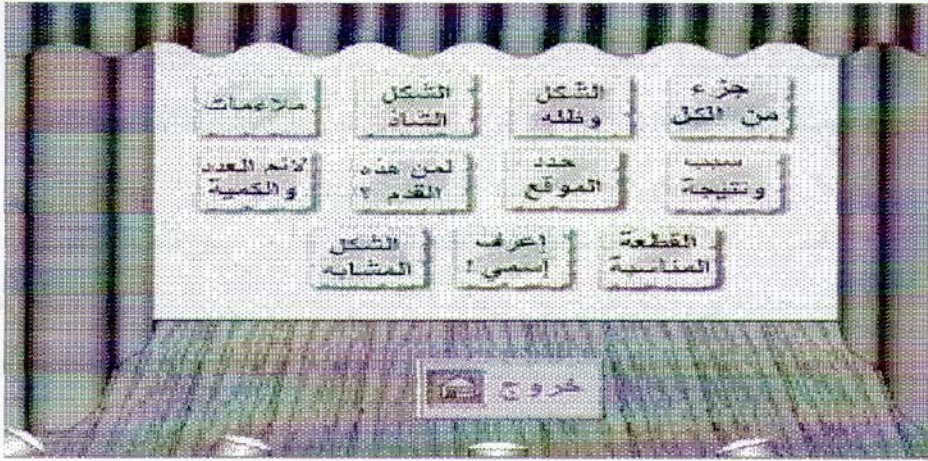 جزء
من الكل
الشكل
وظله
الشكل
الشاذ
ملاءمات
سبب
ونتيجة
حدد
الموقع
لمن هذه
القدم ؟
لائم العدد
والكمية
القطعة
المناسبة
إعرف
إسمي !
الشكل
المشابه
خروج